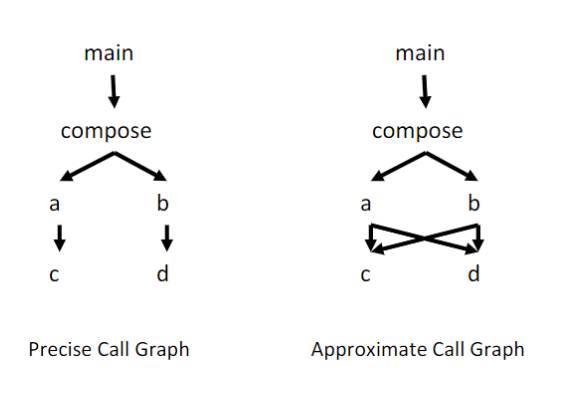 main
main
compose
compose
a
b
a
b
c
d
c
d
Precise Call Graph
Approximate Call Graph